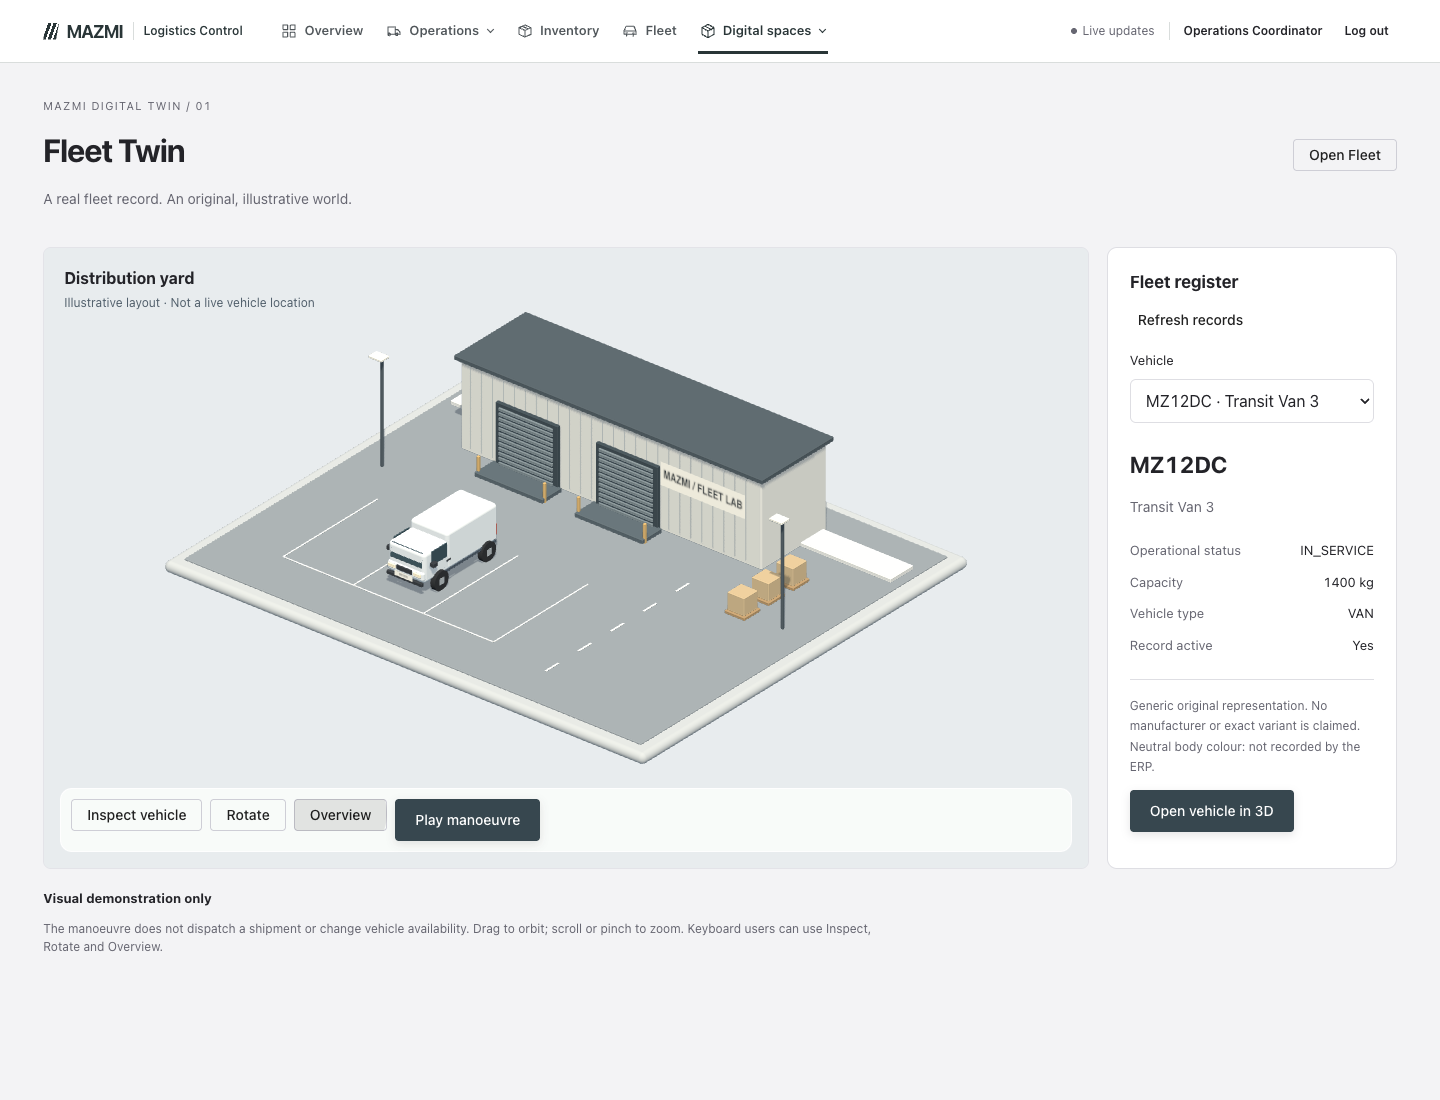 MAZMI
Logistics Control
Overview
Operations
Inventory
Fleet
Digital spaces
Live updates
Operations Coordinator
Log out
MAZMI DIGITAL TWIN / 01
Fleet Twin
Open Fleet
A real fleet record. An original, illustrative world.
Distribution yard
Illustrative layout · Not a live vehicle location
MAZMI / FLEET LAB
Inspect vehicle
Rotate
Overview
Play manoeuvre
Fleet register
Refresh records
Vehicle
MZ12DC · Transit Van 3
MZ12DC
Transit Van 3
Operational status IN_SERVICE
Capacity 1400 kg
Vehicle type VAN
Record active Yes
Generic original representation. No
manufacturer or exact variant is claimed.
Neutral body colour: not recorded by the
ERP.
Open vehicle in 3D
Visual demonstration only
The manoeuvre does not dispatch a shipment or change vehicle availability. Drag to orbit; scroll or pinch to zoom. Keyboard users can use Inspect,
Rotate and Overview.